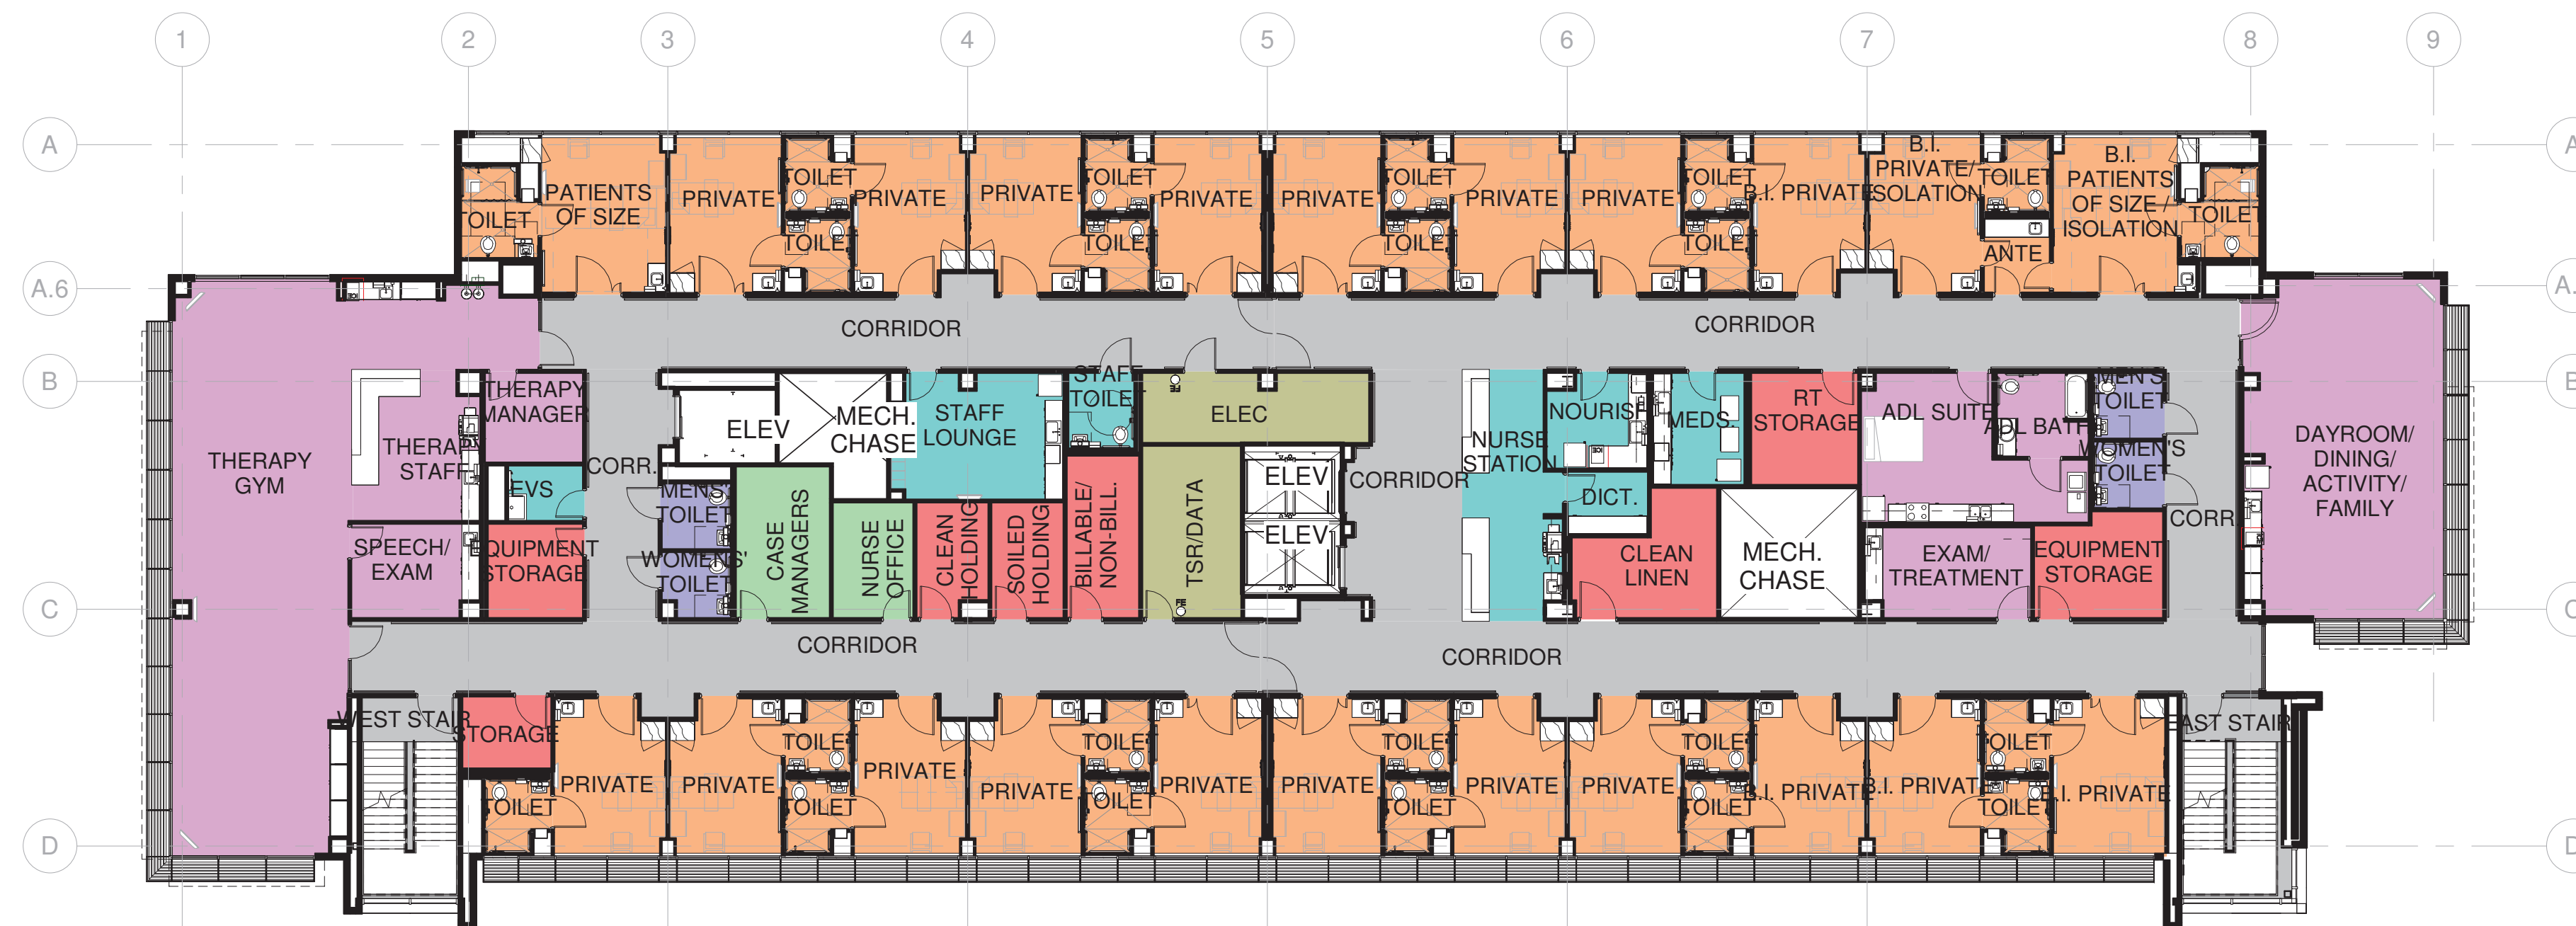 1 2 3 4 5 6 7 8 9
A
A
PATIENTS
OF SIZE
TOILET
PRIVATE
TOILET
TOILET
PRIVATE
PRIVATE
TOILET
TOILET
PRIVATE
PRIVATE
TOILET
TOILET
PRIVATE
PRIVATE
TOILET
TOILET
B.I. PRIVATE
B.I.
PRIVATE/
ISOLATION
TOILET
ANTE
B.I.
PATIENTS
OF SIZE /
ISOLATION
TOILET
A.6
A.
CORRIDOR
CORRIDOR
B
THERAPY
GYM
THERAPY
STAFF
THERAPY
MANAGER
EVS
SPEECH/
EXAM
EQUIPMENT
STORAGE
CORR.
ELEV
MECH.
CHASE
MENS'
TOILET
WOMENS'
TOILET
CASE
MANAGERS
NURSE
OFFICE
STAFF
LOUNGE
CLEAN
HOLDING
SOILED
HOLDING
STAFF
TOILET
BILLABLE/
NON-BILL.
ELEC
TSR/DATA
ELEV
ELEV
CORRIDOR
NURSE
STATION
NOURISH
MEDS.
DICT.
CLEAN
LINEN
RT
STORAGE
MECH.
CHASE
ADL SUITE
ADL BATH
EXAM/
TREATMENT
MEN'S
TOILET
WOMEN'S
TOILET
EQUIPMENT
STORAGE
CORR.
DAYROOM/
DINING/
ACTIVITY/
FAMILY
C
CORRIDOR
CORRIDOR
WEST STAIR
STORAGE
TOILET
PRIVATE
PRIVATE
TOILET
TOILET
PRIVATE
PRIVATE
TOILET
TOILET
PRIVATE
PRIVATE
TOILET
TOILET
PRIVATE
PRIVATE
TOILET
TOILET
B.I. PRIVATE
B.I. PRIVATE
TOILET
TOILET
B.I. PRIVATE
EAST STAIR
D